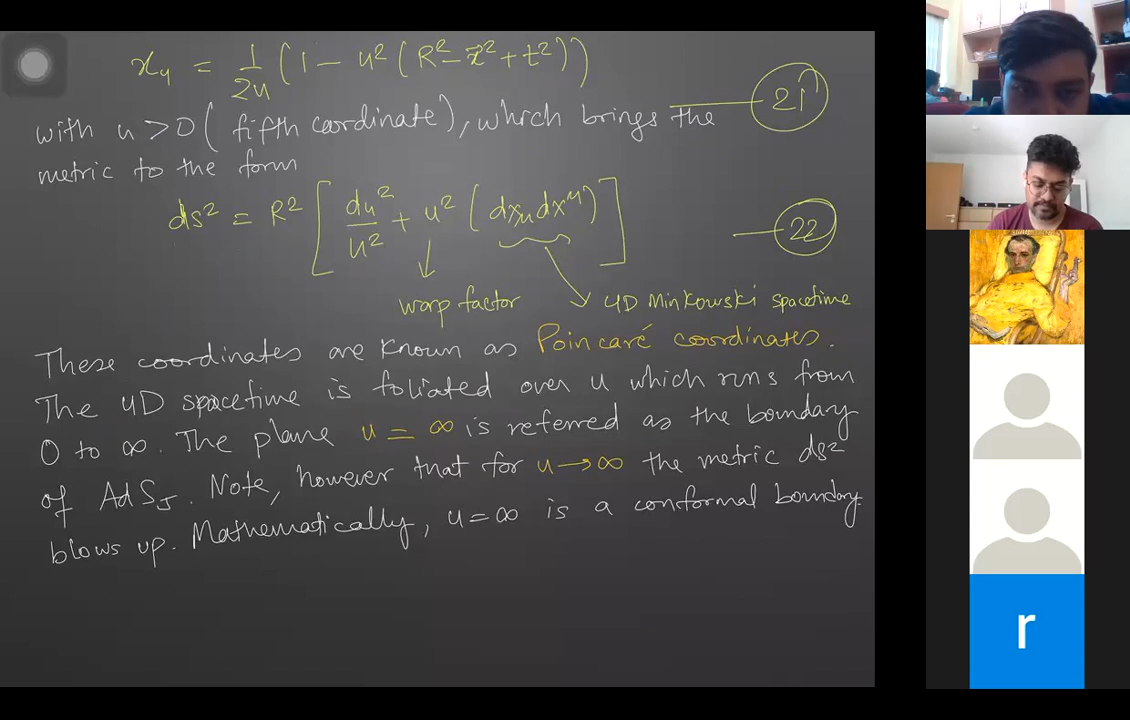 x₄ = 1/2u (1 − u² (R² − x⃗² + t²))
21
with u > 0 ( fifth coordinate ), which brings the
metric to the form
ds² = R² [ du²/u² + u² ( dxμ dx^μ ) ]
22
warp factor
4D Minkowski spacetime
These coordinates are known as Poincaré coordinates.
The 4D spacetime is foliated over u which runs from
0 to ∞. The plane u = ∞ is referred as the boundary
of AdS₅. Note, however that for u → ∞ the metric ds²
blows up. Mathematically, u = ∞ is a conformal boundary.
r